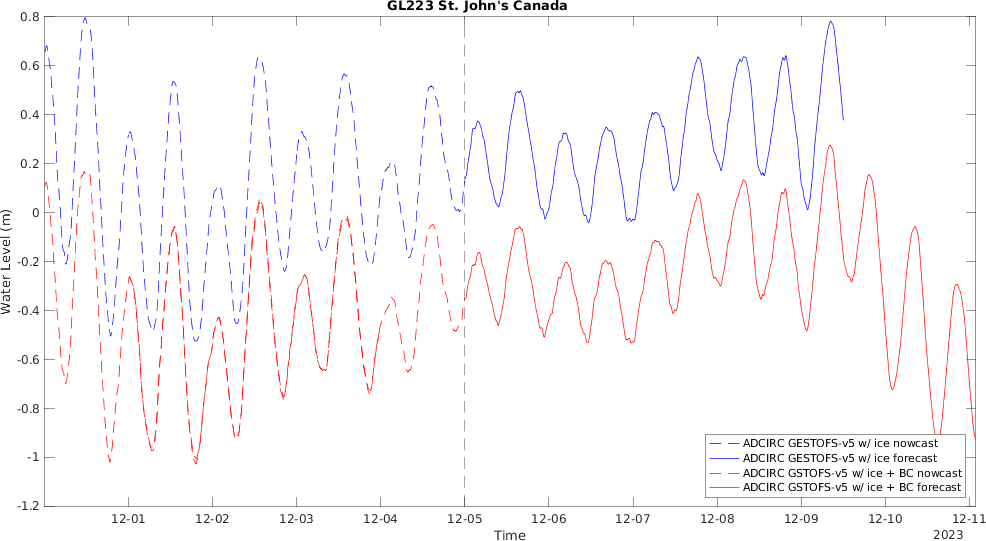 GL223 St. John's Canada
0.8
0.6
0.4
0.2
0
-0.2
-0.4
-0.6
-0.8
-1
-1.2
Water Level (m)
12-01 12-02 12-03 12-04 12-05 12-06 12-07 12-08 12-09 12-10 12-11
Time
2023
ADCIRC GESTOFS-v5 w/ ice nowcast
ADCIRC GESTOFS-v5 w/ ice forecast
ADCIRC GSTOFS-v5 w/ ice + BC nowcast
ADCIRC GSTOFS-v5 w/ ice + BC forecast